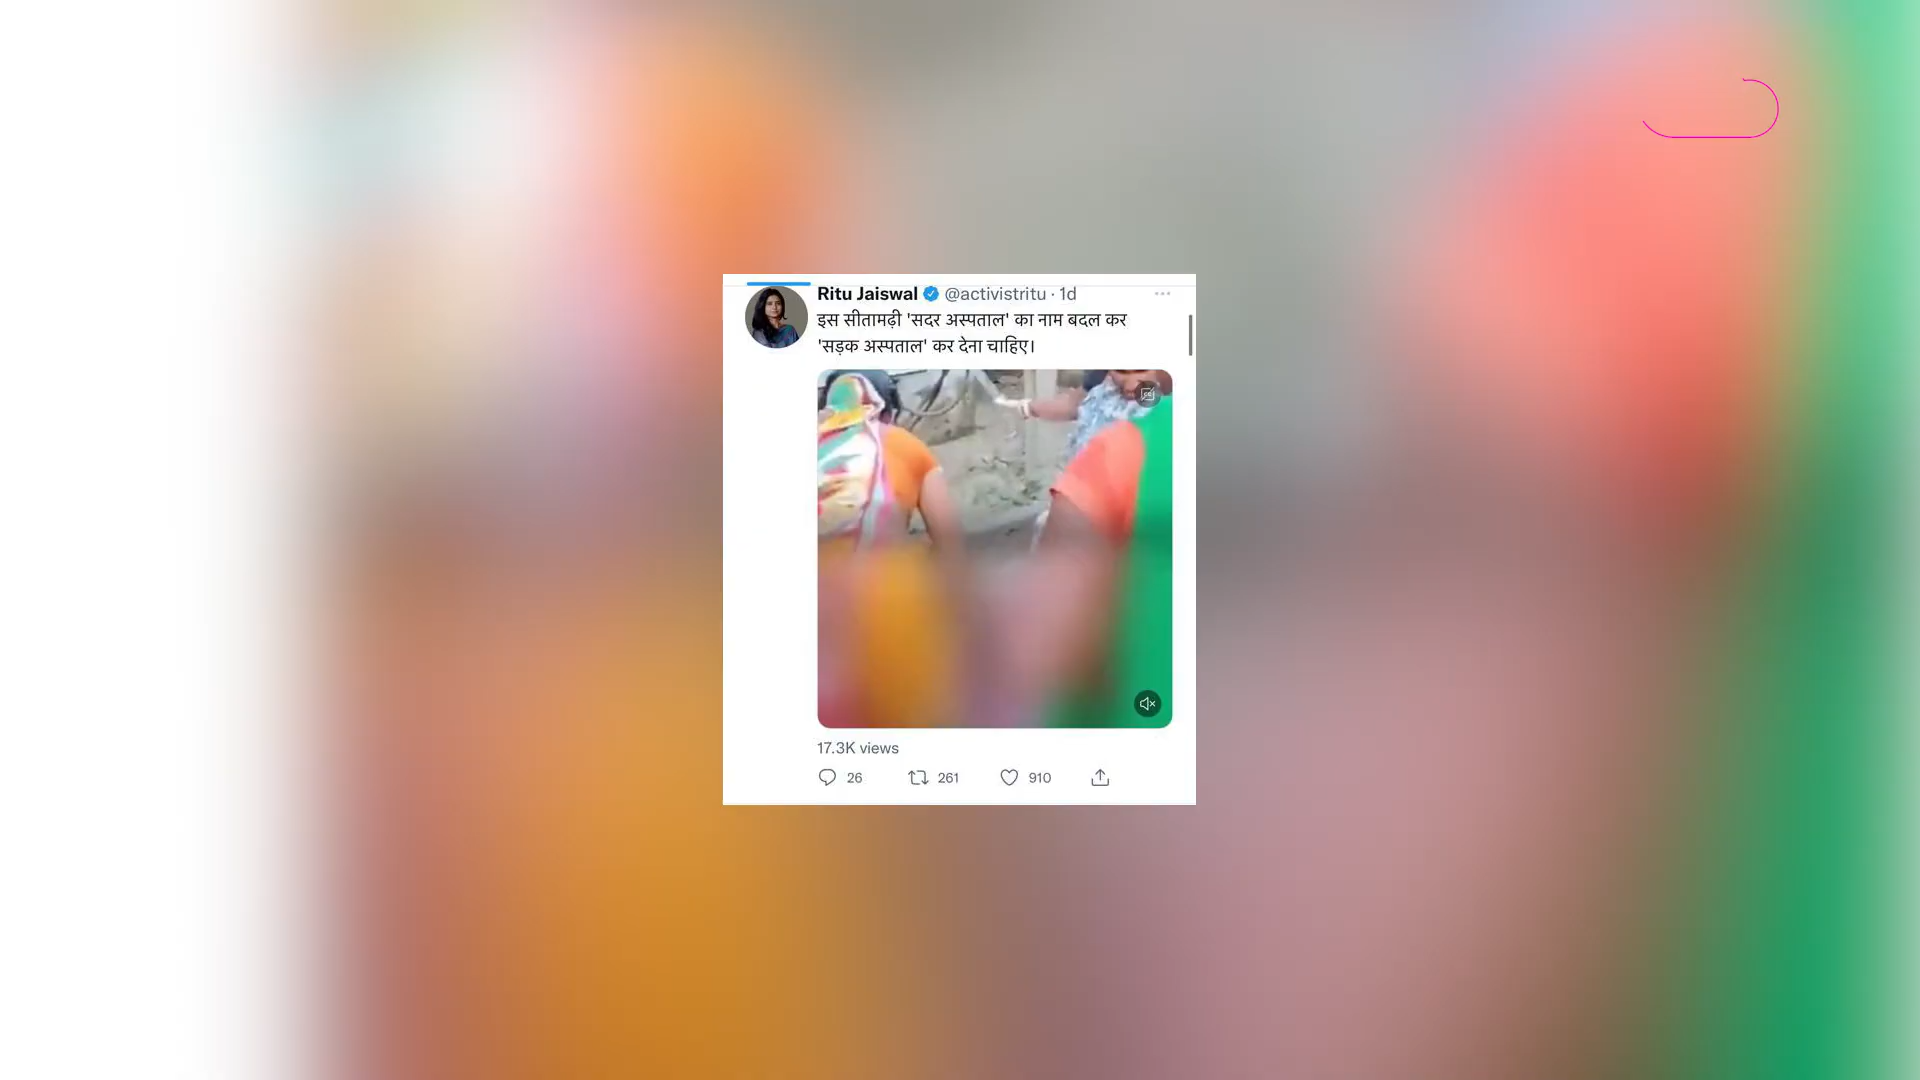 Ritu Jaiswal @activistritu · 1d
इस सीतामढ़ी 'सदर अस्पताल' का नाम बदल कर
'सड़क अस्पताल' कर देना चाहिए।
17.3K views
26 261 910